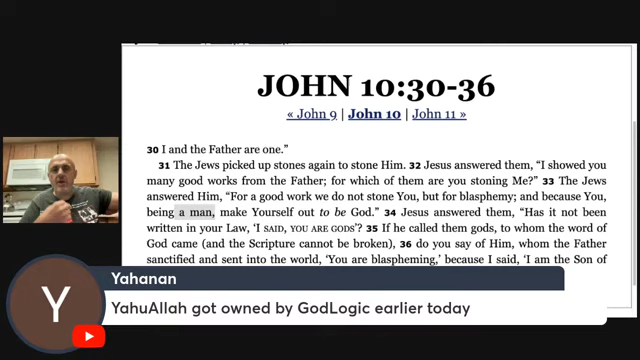 JOHN 10:30-36
« John 9 | John 10 | John 11 »
30 I and the Father are one.”
31 The Jews picked up stones again to stone Him. 32 Jesus answered them, “I showed you
many good works from the Father; for which of them are you stoning Me?” 33 The Jews
answered Him, “For a good work we do not stone You, but for blasphemy; and because You,
being a man, make Yourself out to be God.” 34 Jesus answered them, “Has it not been
written in your Law, ‘I SAID, YOU ARE GODS’? 35 If he called them gods, to whom the word of
God came (and the Scripture cannot be broken), 36 do you say of Him, whom the Father
sanctified and sent into the world, ‘You are blaspheming,’ because I said, ‘I am the Son of
Y
Yahanan
YahuAllah got owned by GodLogic earlier today